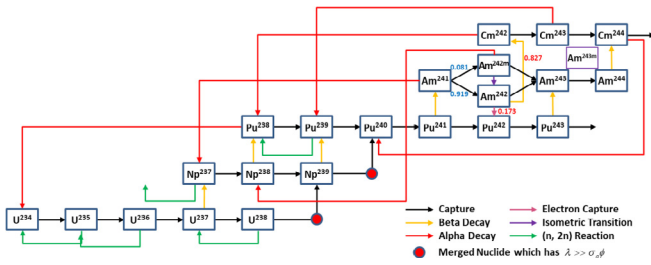 Cm²⁴² Cm²⁴³ Cm²⁴⁴
0.827
Am²⁴²ᵐ Am²⁴³ᵐ
0.081
Am²⁴¹ Am²⁴³ Am²⁴⁴
0.919 Am²⁴²
0.173
Pu²³⁸ Pu²³⁹ Pu²⁴⁰ Pu²⁴¹ Pu²⁴² Pu²⁴³
Np²³⁷ Np²³⁸ Np²³⁹
U²³⁴ U²³⁵ U²³⁶ U²³⁷ U²³⁸
Capture Electron Capture
Beta Decay Isometric Transition
Alpha Decay (n, 2n) Reaction
Merged Nuclide which has λ >> σₐϕ